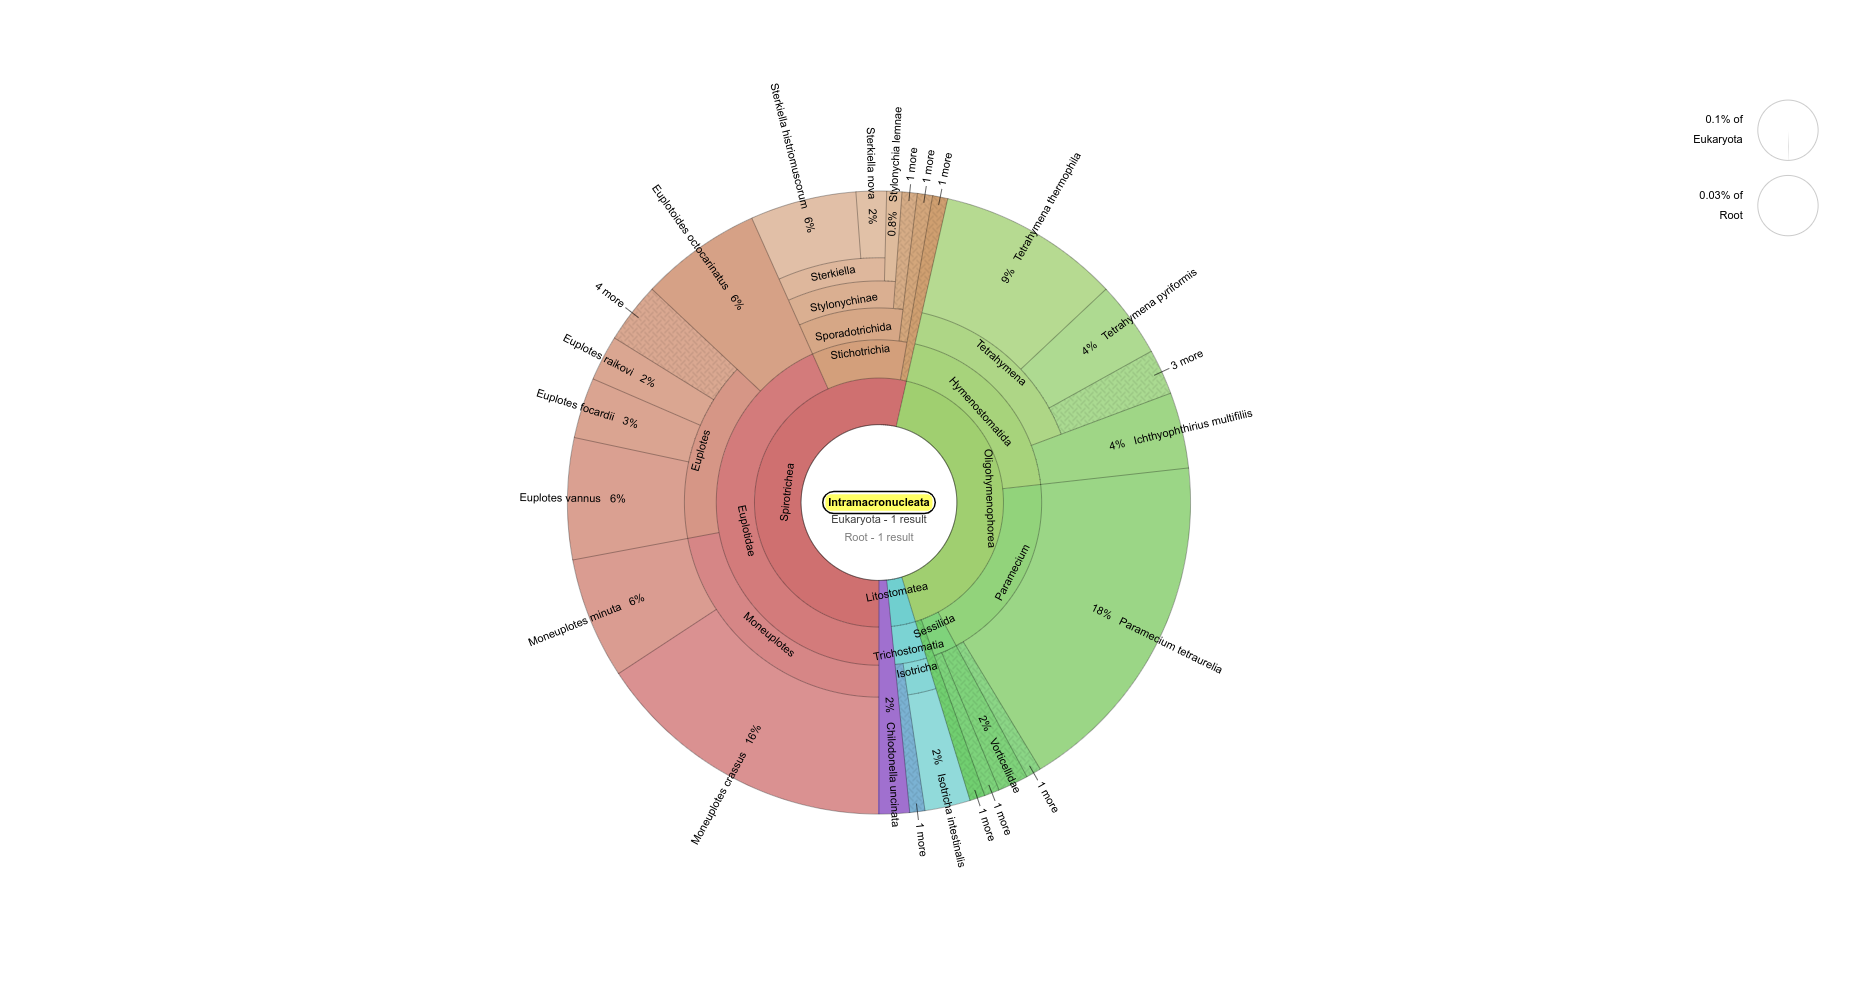 Intramacronucleata
Eukaryota - 1 result
Root - 1 result
0.1% of
Eukaryota
0.03% of
Root
Spirotrichea
Euplotidae
Euplotes
Moneuplotes
Stichotrichia
Sporadotrichida
Stylonychinae
Sterkiella
Oligohymenophorea
Hymenostomatida
Tetrahymena
Paramecium
Sessilida
Litostomatea
Trichostomatia
Isotricha
Sterkiella histriomuscorum 6%
Sterkiella nova 2%
0.8% Stylonychia lemnae
1 more
1 more
1 more
9% Tetrahymena thermophila
4% Tetrahymena pyriformis
3 more
4% Ichthyophthirius multifiliis
18% Paramecium tetraurelia
1 more
2% Vorticellidae
1 more
1 more
2% Isotricha intestinalis
1 more
2% Chilodonella uncinata
Moneuplotes crassus 16%
Moneuplotes minuta 6%
Euplotes vannus 6%
Euplotes focardii 3%
Euplotes raikovi 2%
4 more
Euplotoides octocarinatus 6%